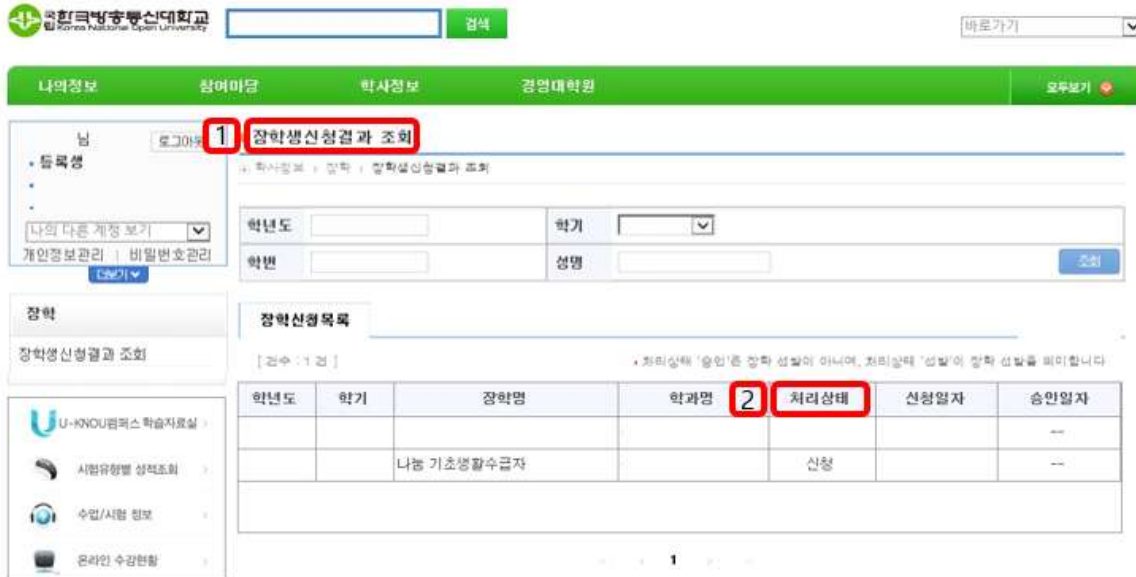 국립 한국방송통신대학교
Korea National Open University
검색
바로가기
나의정보 참여마당 학사정보 경영대학원 모두보기
님 로그아웃
• 등록생
나의 다른 계정 보기
개인정보관리 | 비밀번호관리
더보기
1 장학생신청결과 조회
학사정보 › 장학 › 장학생신청결과 조회
학년도 학기
학번 성명 조회
장학
장학생신청결과 조회
장학신청목록
[ 건수 : 1 건 ] • 처리상태 '승인'은 장학 선발이 아니며, 처리상태 '선발'이 장학 선발을 의미합니다
학년도 학기 장학명 학과명 2 처리상태 신청일자 승인일자
--
나눔 기초생활수급자 신청 --
U-KNOU캠퍼스 학습자료실
시험유형별 성적조회
수업/시험 정보
온라인 수강현황
1